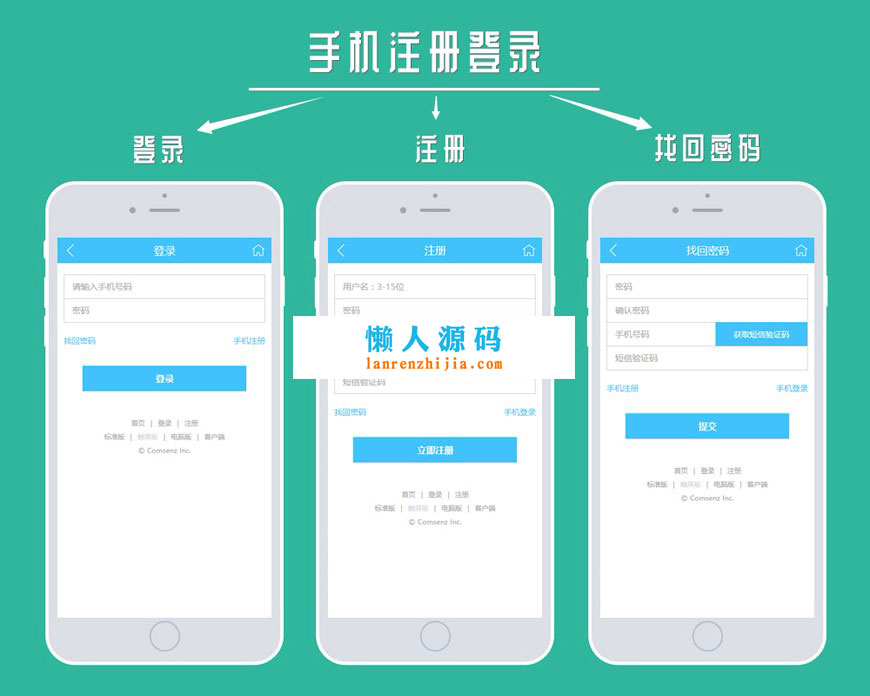 手机注册登录
登录
注册
找回密码
登录
请输入手机号码
密码
找回密码 手机注册
登录
首页 | 登录 | 注册
标准版 | 触屏版 | 电脑版 | 客户端
© Comsenz Inc.
注册
用户名：3-15位
密码
懒人源码
lanrenzhijia.com
短信验证码
找回密码 手机登录
立即注册
首页 | 登录 | 注册
标准版 | 触屏版 | 电脑版 | 客户端
© Comsenz Inc.
找回密码
密码
确认密码
手机号码 获取短信验证码
短信验证码
手机注册 手机登录
提交
首页 | 登录 | 注册
标准版 | 触屏版 | 电脑版 | 客户端
© Comsenz Inc.